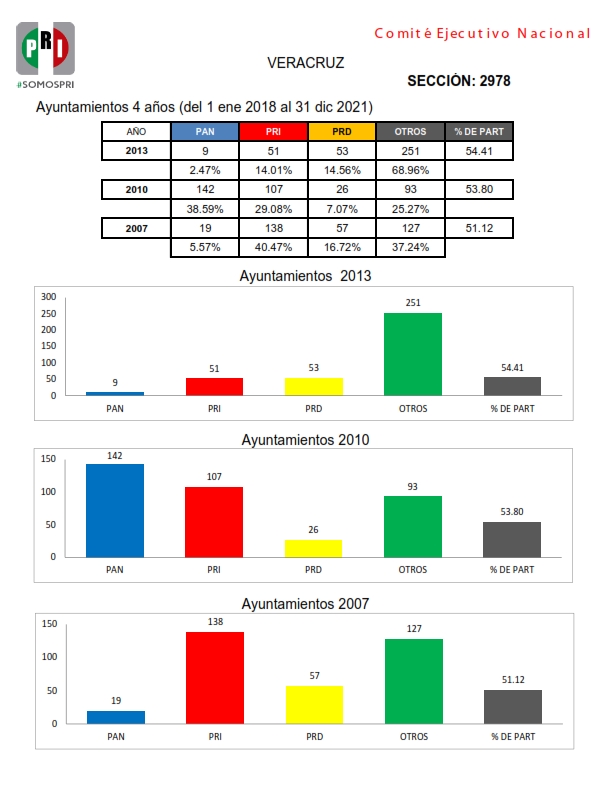 Comité Ejecutivo Nacional
PRI
#SOMOSPRI
VERACRUZ
SECCIÓN: 2978
Ayuntamientos 4 años (del 1 ene 2018 al 31 dic 2021)
AÑO PAN PRI PRD OTROS % DE PART
2013 9 51 53 251 54.41
2.47% 14.01% 14.56% 68.96%
2010 142 107 26 93 53.80
38.59% 29.08% 7.07% 25.27%
2007 19 138 57 127 51.12
5.57% 40.47% 16.72% 37.24%
Ayuntamientos 2013
300
250
200
150
100
50
0
9 51 53 251 54.41
PAN PRI PRD OTROS % DE PART
Ayuntamientos 2010
150
100
50
0
142 107 26 93 53.80
PAN PRI PRD OTROS % DE PART
Ayuntamientos 2007
150
100
50
0
19 138 57 127 51.12
PAN PRI PRD OTROS % DE PART